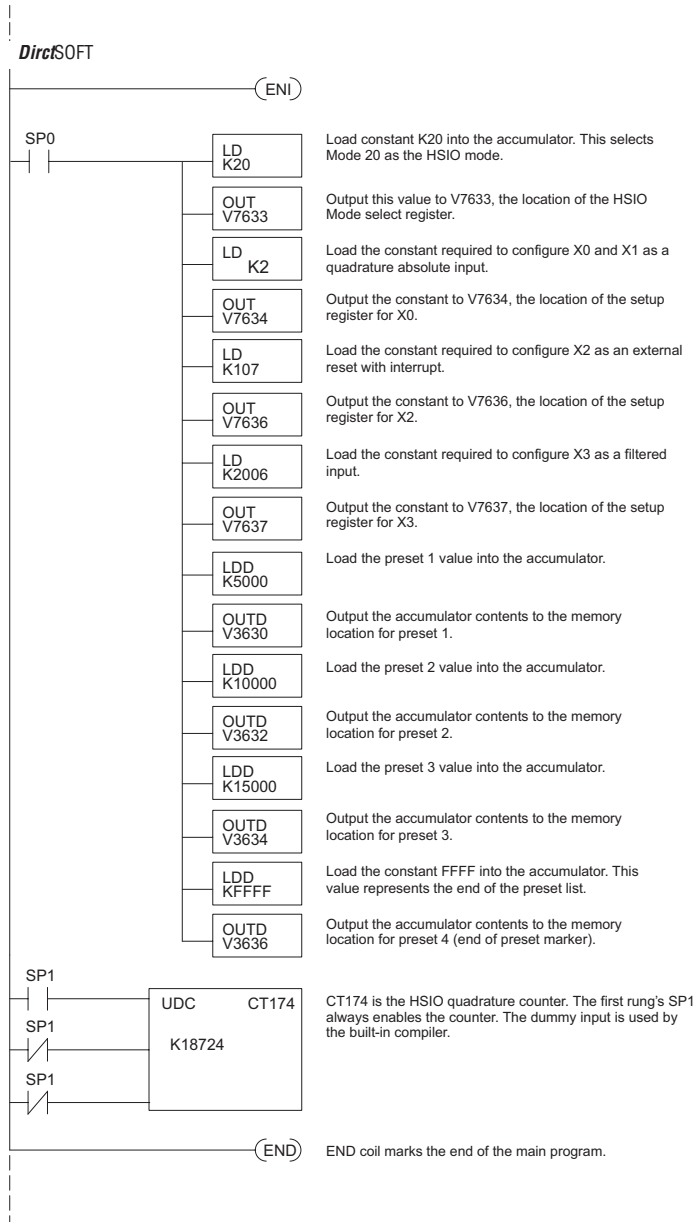 DirctSOFT
ENI
SP0
LD
K20
Load constant K20 into the accumulator. This selects
Mode 20 as the HSIO mode.
OUT
V7633
Output this value to V7633, the location of the HSIO
Mode select register.
LD
K2
Load the constant required to configure X0 and X1 as a
quadrature absolute input.
OUT
V7634
Output the constant to V7634, the location of the setup
register for X0.
LD
K107
Load the constant required to configure X2 as an external
reset with interrupt.
OUT
V7636
Output the constant to V7636, the location of the setup
register for X2.
LD
K2006
Load the constant required to configure X3 as a filtered
input.
OUT
V7637
Output the constant to V7637, the location of the setup
register for X3.
LDD
K5000
Load the preset 1 value into the accumulator.
OUTD
V3630
Output the accumulator contents to the memory
location for preset 1.
LDD
K10000
Load the preset 2 value into the accumulator.
OUTD
V3632
Output the accumulator contents to the memory
location for preset 2.
LDD
K15000
Load the preset 3 value into the accumulator.
OUTD
V3634
Output the accumulator contents to the memory
location for preset 3.
LDD
KFFFF
Load the constant FFFF into the accumulator. This
value represents the end of the preset list.
OUTD
V3636
Output the accumulator contents to the memory
location for preset 4 (end of preset marker).
SP1
UDC CT174
SP1
K18724
SP1
CT174 is the HSIO quadrature counter. The first rung's SP1
always enables the counter. The dummy input is used by
the built-in compiler.
END
END coil marks the end of the main program.